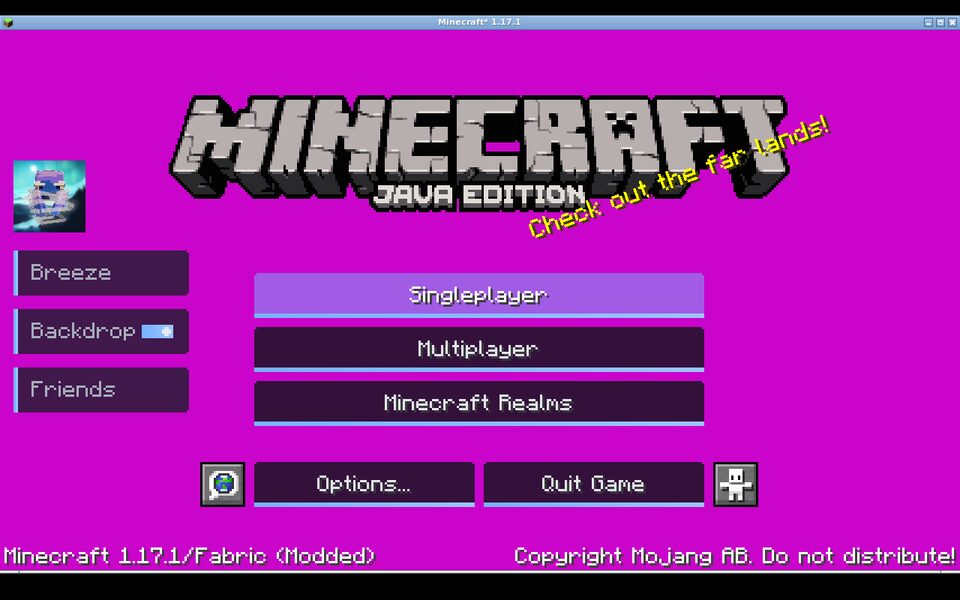 Minecraft* 1.17.1
MINECRAFT
JAVA EDITION
Check out the far lands!
Breeze
Backdrop
Friends
Singleplayer
Multiplayer
Minecraft Realms
Options...
Quit Game
Minecraft 1.17.1/Fabric (Modded)
Copyright Mojang AB. Do not distribute!